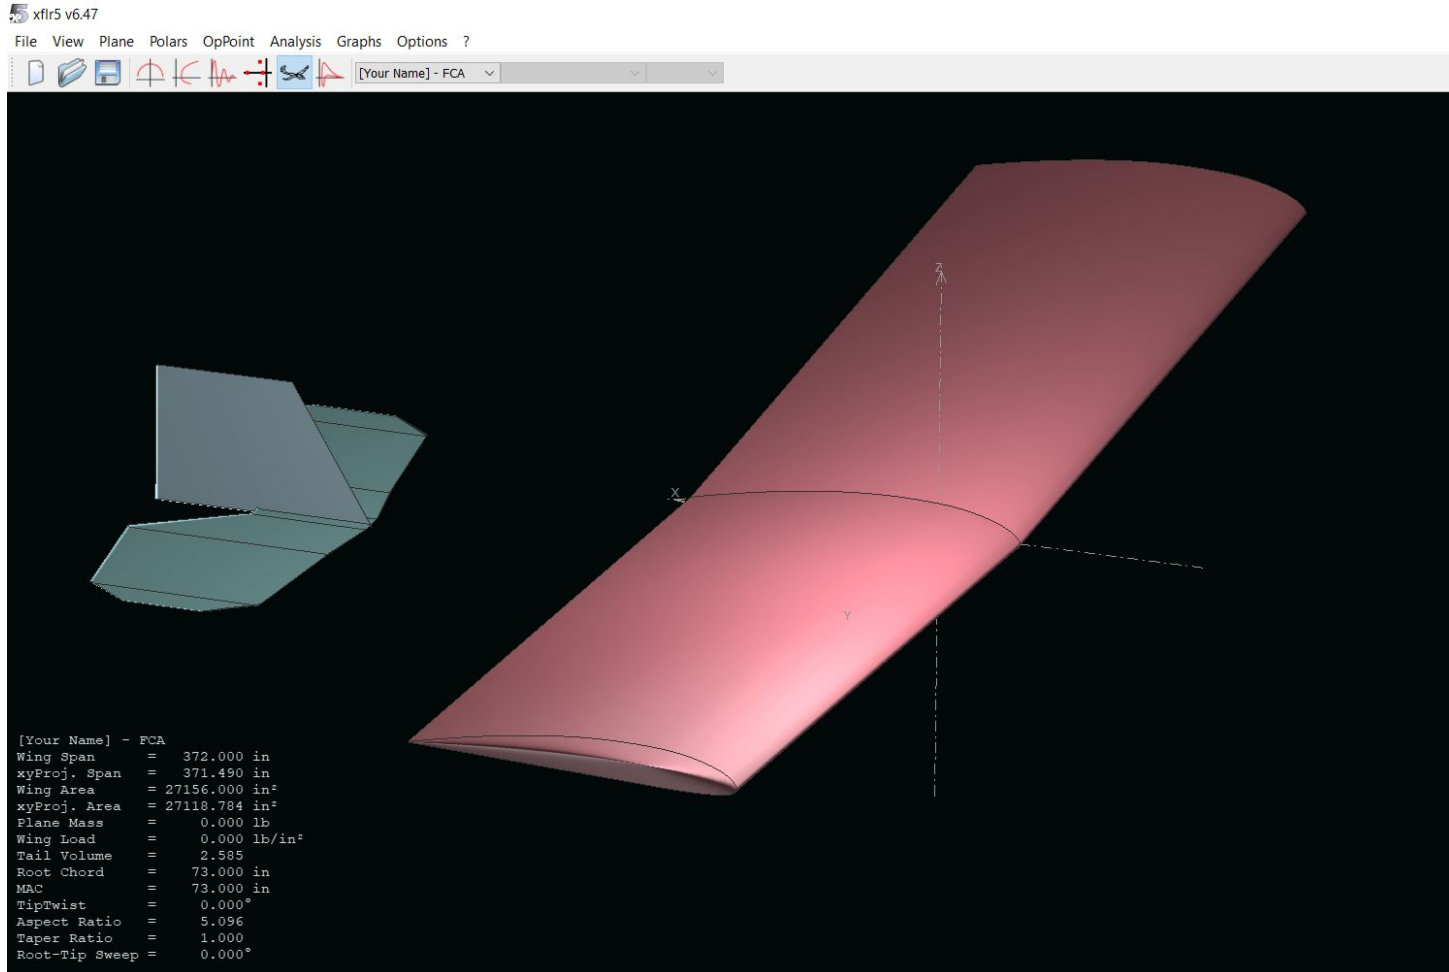 xflr5 v6.47
File View Plane Polars OpPoint Analysis Graphs Options ?
[Your Name] - FCA
Z
X
Y
[Your Name] - FCA
Wing Span = 372.000 in
xyProj. Span = 371.490 in
Wing Area = 27156.000 in²
xyProj. Area = 27118.784 in²
Plane Mass = 0.000 lb
Wing Load = 0.000 lb/in²
Tail Volume = 2.585
Root Chord = 73.000 in
MAC = 73.000 in
TipTwist = 0.000°
Aspect Ratio = 5.096
Taper Ratio = 1.000
Root-Tip Sweep = 0.000°